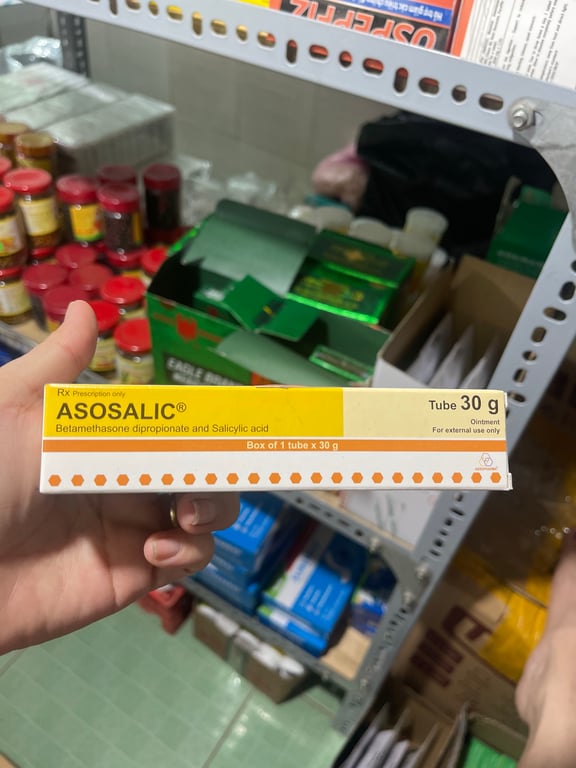 OSPEPPIZ
Rx Prescription only
ASOSALIC®
Betamethasone dipropionate and Salicylic acid
Tube 30 g
Ointment
For external use only
Box of 1 tube x 30 g
EAGLE BRAND